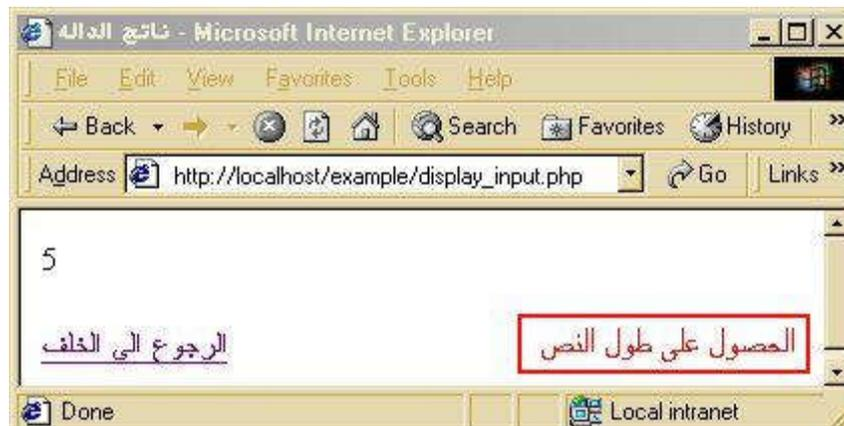 ناتج الداله - Microsoft Internet Explorer
File Edit View Favorites Tools Help
Back Search Favorites History »
Address http://localhost/example/display_input.php Go Links »
5
الحصول على طول النص
الرجوع الى الخلف
Done Local intranet